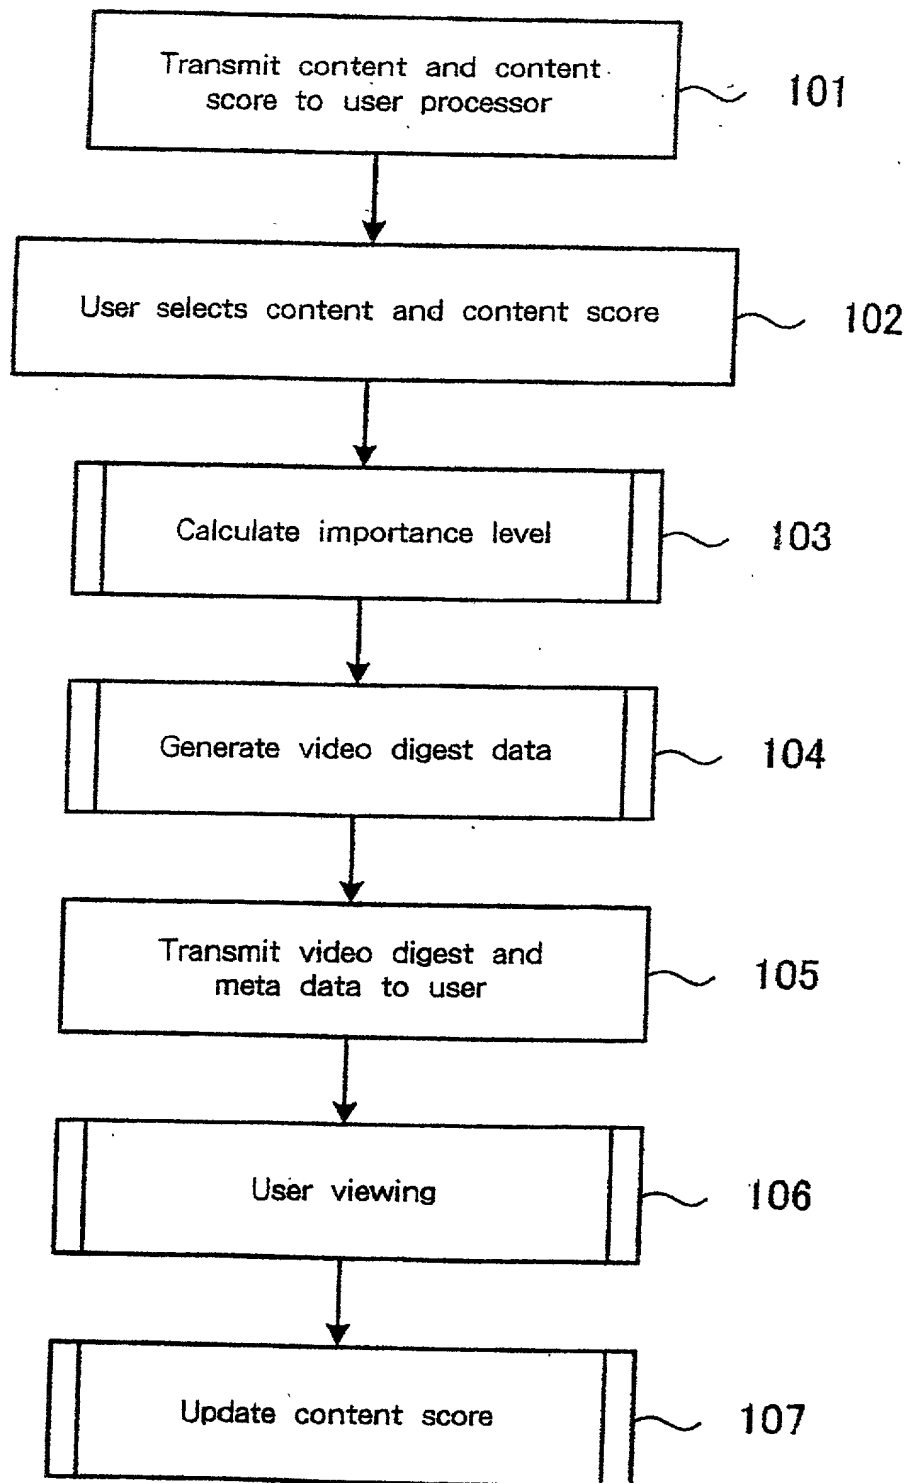 Transmit content and content
score to user processor
101
User selects content and content score
102
Calculate importance level
103
Generate video digest data
104
Transmit video digest and
meta data to user
105
User viewing
106
Update content score
107